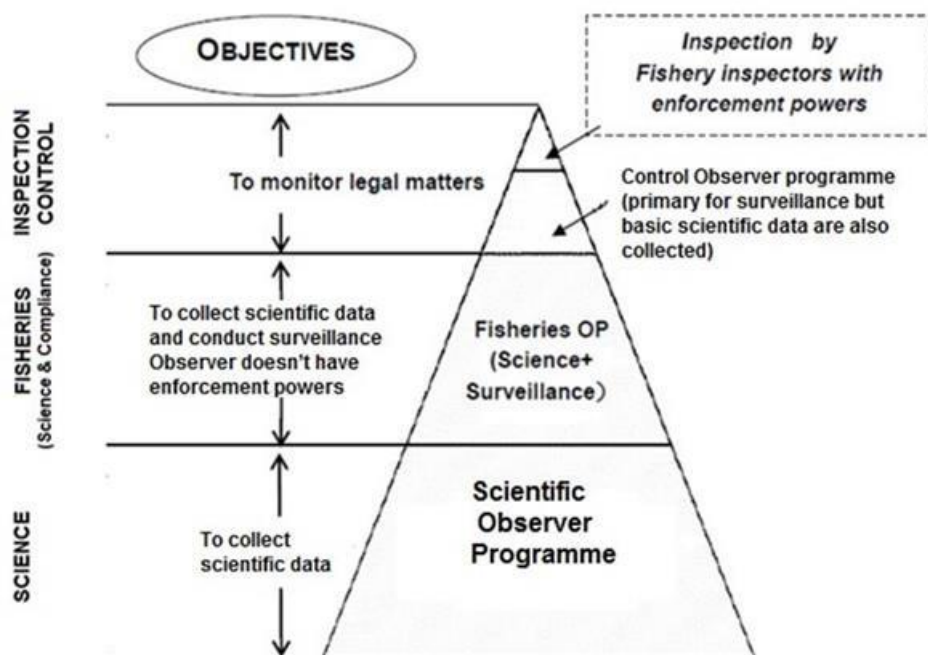 OBJECTIVES
Inspection by
Fishery inspectors with
enforcement powers
INSPECTION
CONTROL
To monitor legal matters
Control Observer programme
(primary for surveillance but
basic scientific data are also
collected)
FISHERIES
(Science & Compliance)
To collect scientific data
and conduct surveillance
Observer doesn't have
enforcement powers
Fisheries OP
(Science+
Surveillance)
SCIENCE
To collect
scientific data
Scientific
Observer
Programme